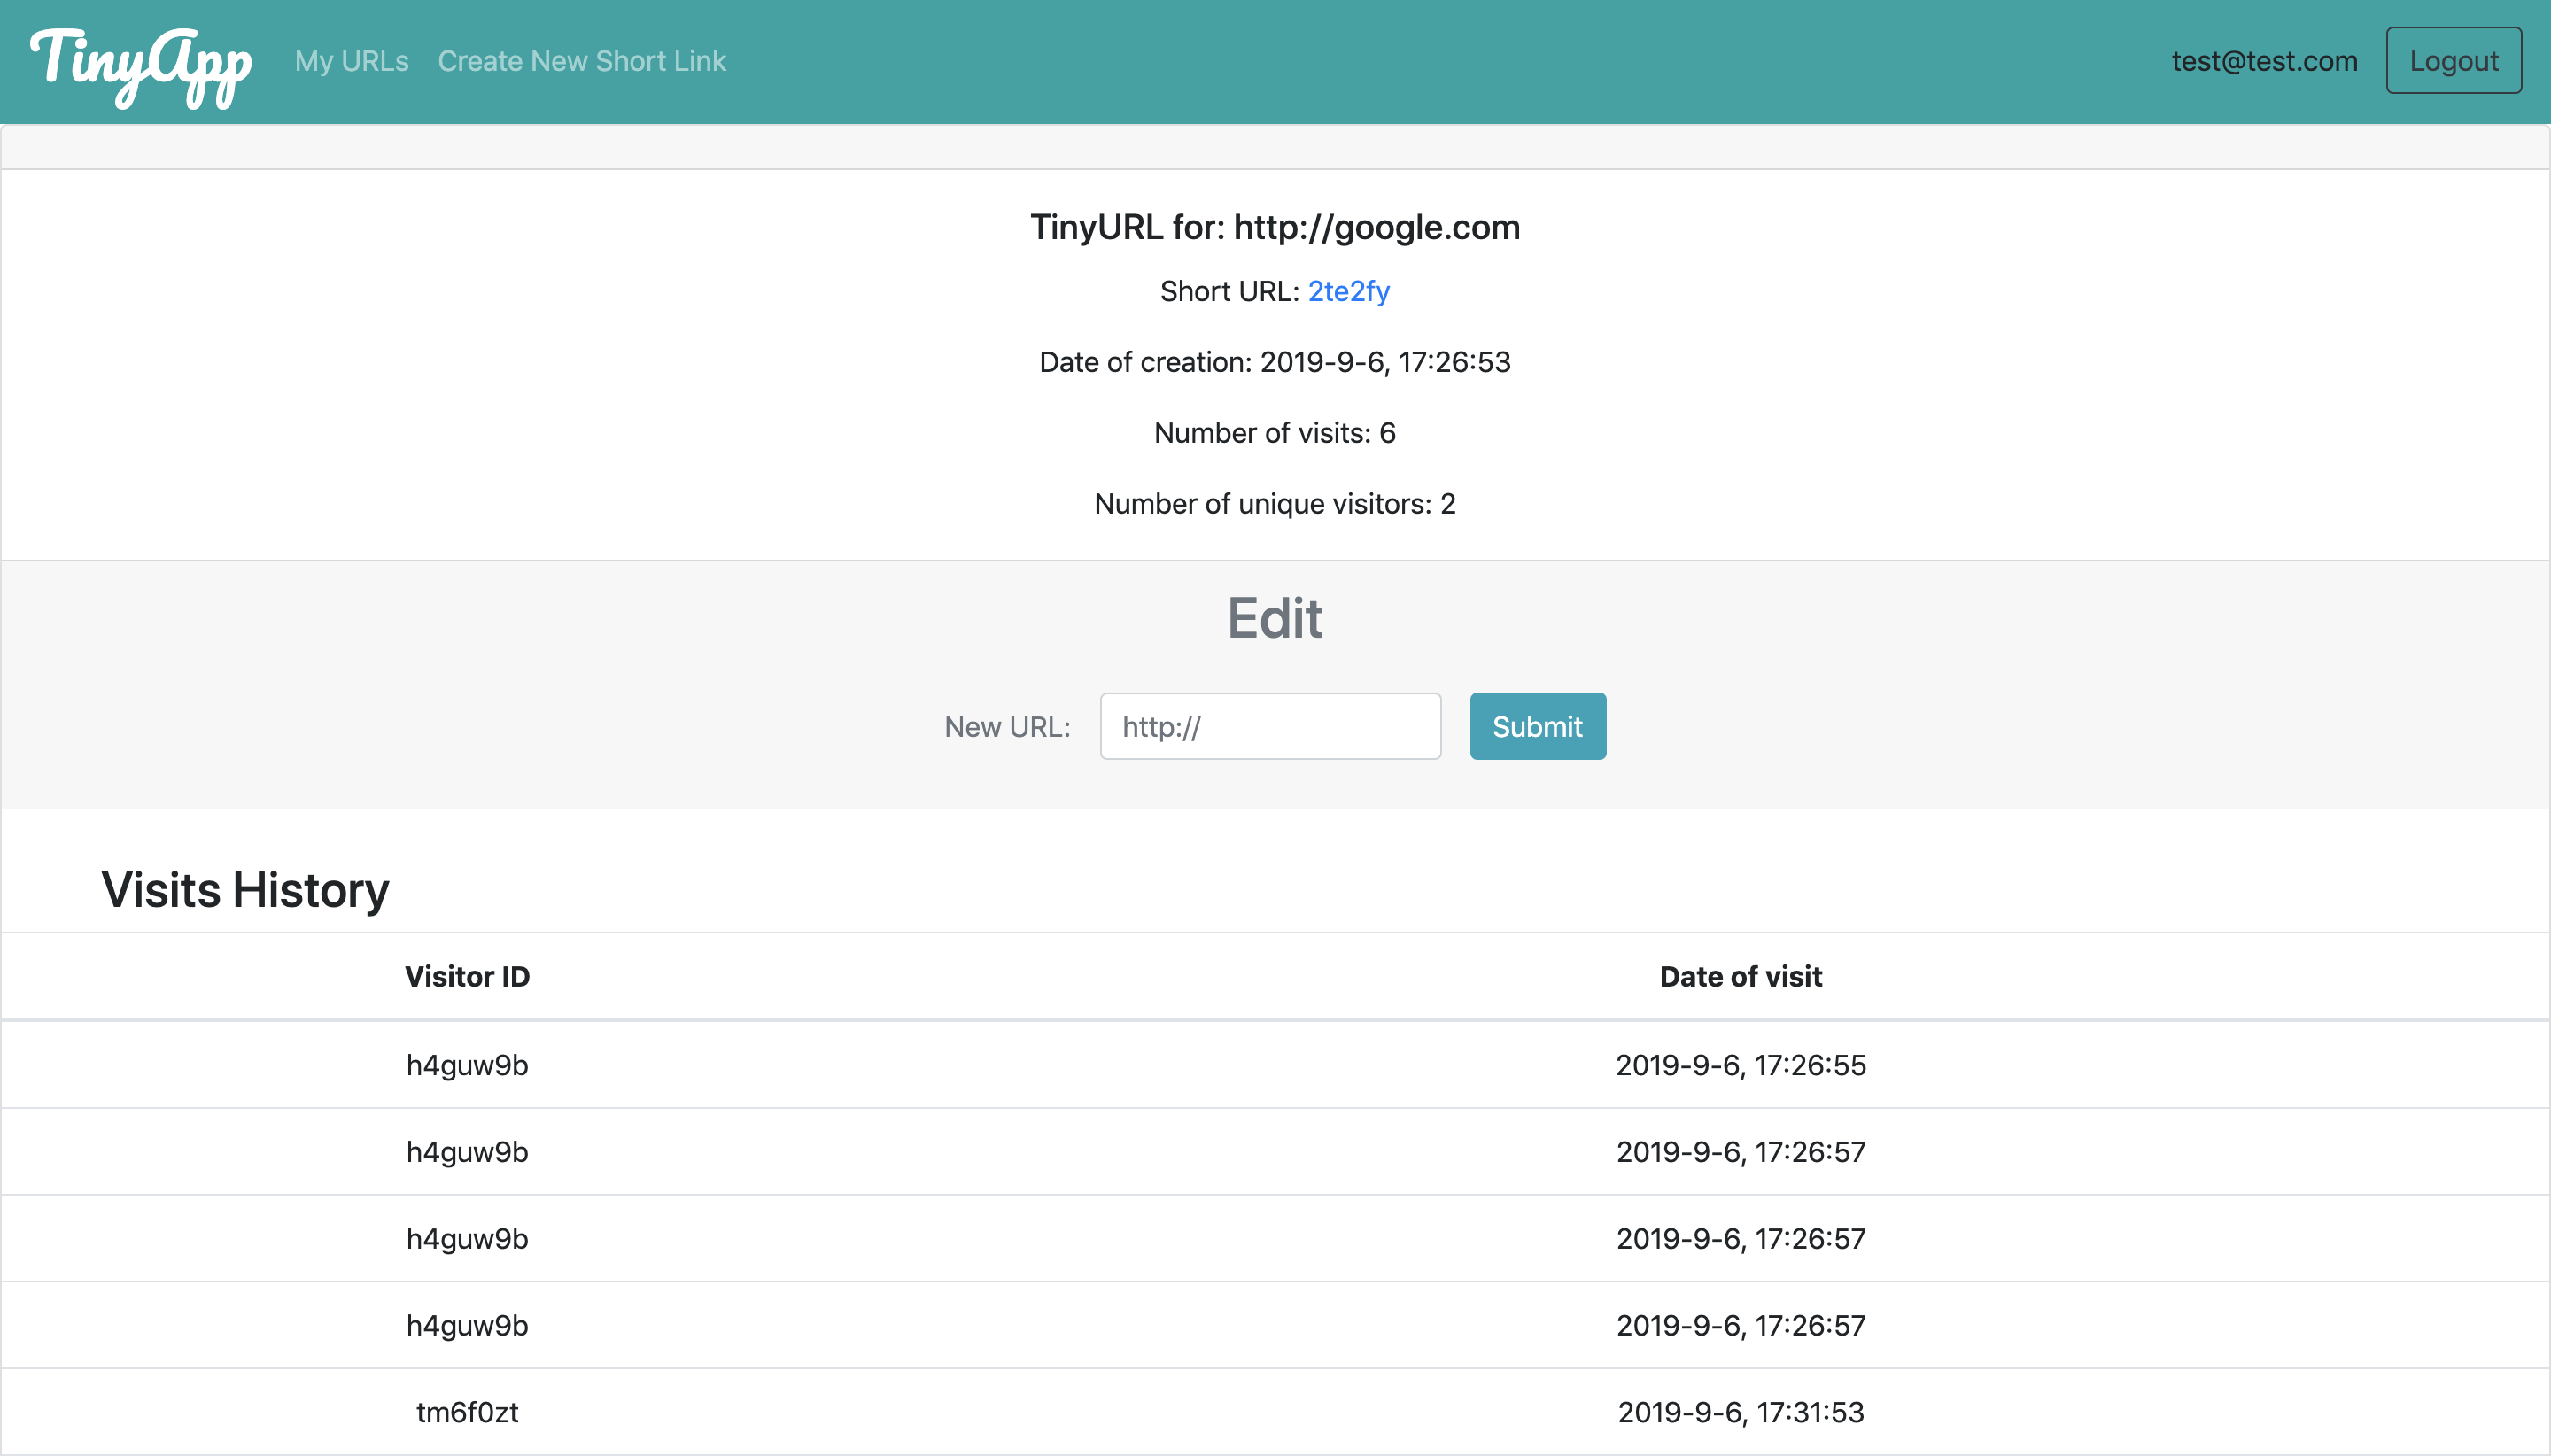 TinyApp My URLs Create New Short Link test@test.com Logout
TinyURL for: http://google.com
Short URL: 2te2fy
Date of creation: 2019-9-6, 17:26:53
Number of visits: 6
Number of unique visitors: 2
Edit
New URL: http:// Submit
Visits History
Visitor ID Date of visit
h4guw9b 2019-9-6, 17:26:55
h4guw9b 2019-9-6, 17:26:57
h4guw9b 2019-9-6, 17:26:57
h4guw9b 2019-9-6, 17:26:57
tm6f0zt 2019-9-6, 17:31:53